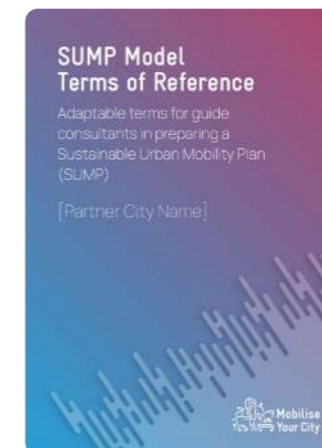 SUMP Model
Terms of Reference
Adaptable terms for guide
consultants in preparing a
Sustainable Urban Mobility Plan
(SUMP)
[Partner City Name]
Mobilise
Your City